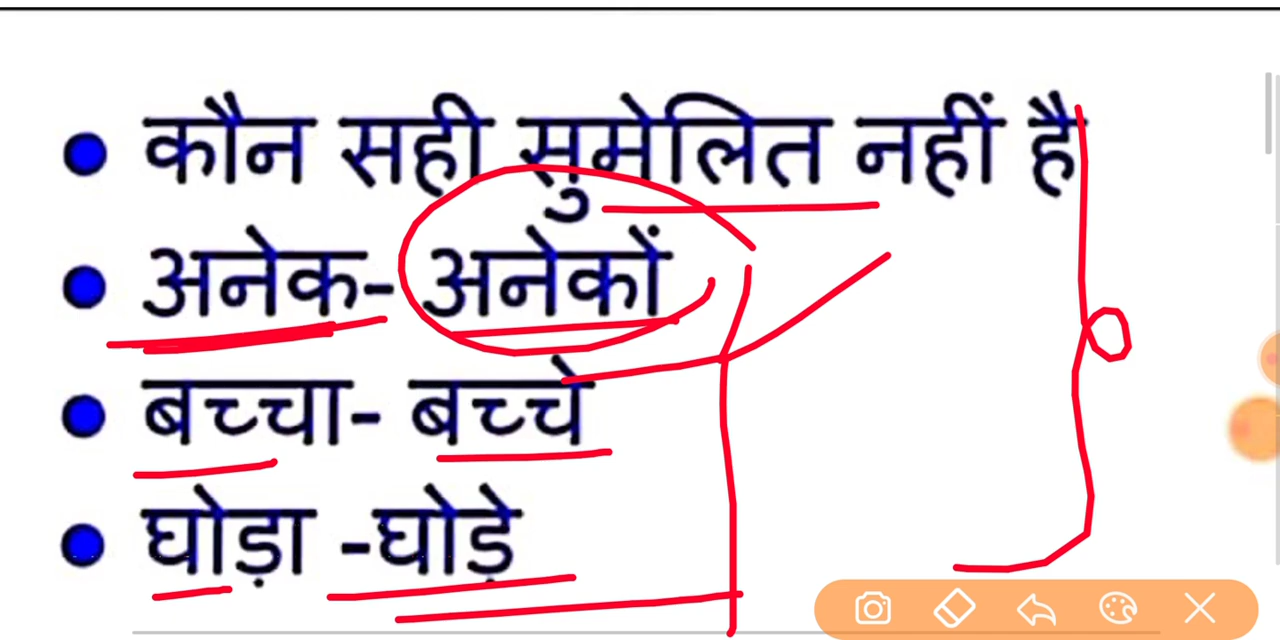 कौन सही सुमेलित नहीं है
अनेक- अनेकों
बच्चा- बच्चे
घोड़ा -घोड़े